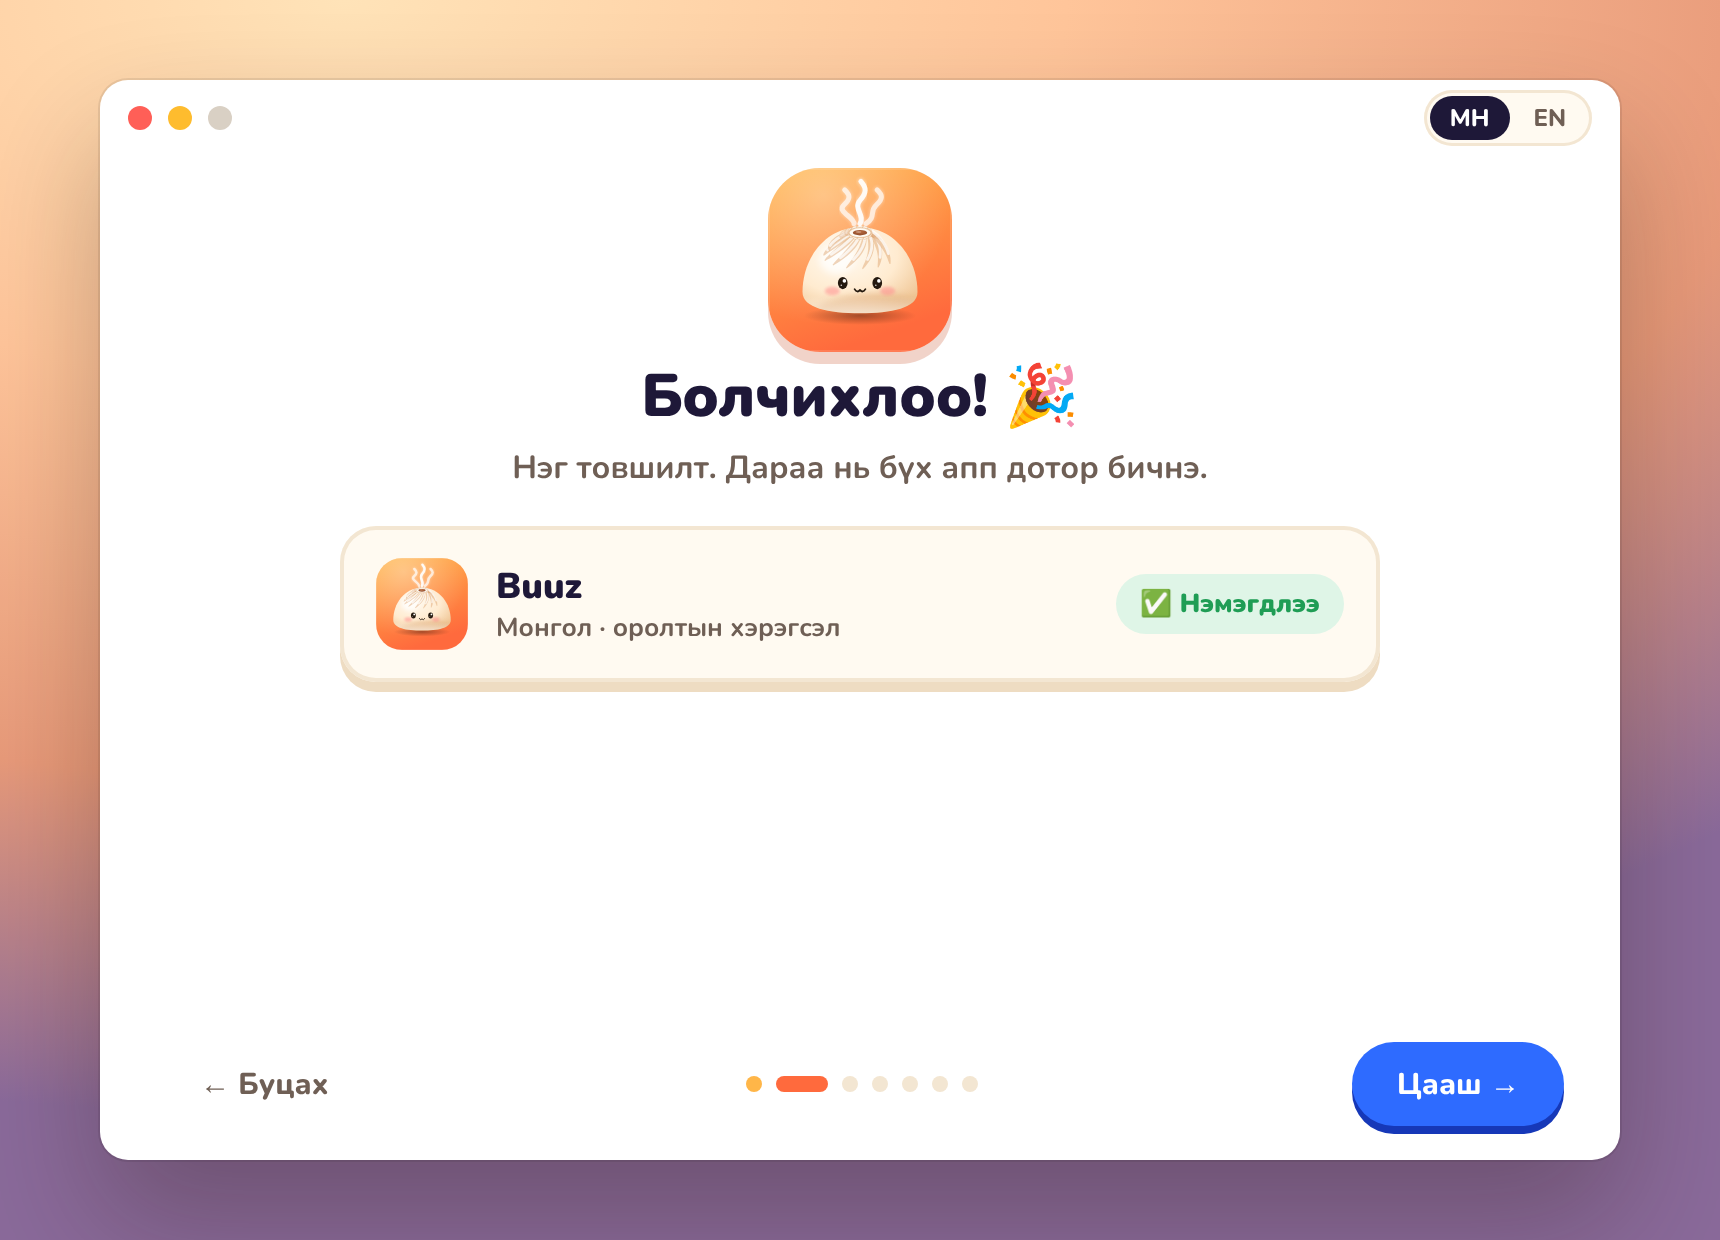 МН EN
Болчихлоо! 🎉
Нэг товшилт. Дараа нь бүх апп дотор бичнэ.
Buuz
Монгол · оролтын хэрэгсэл
✅ Нэмэгдлээ
← Буцах
Цааш →